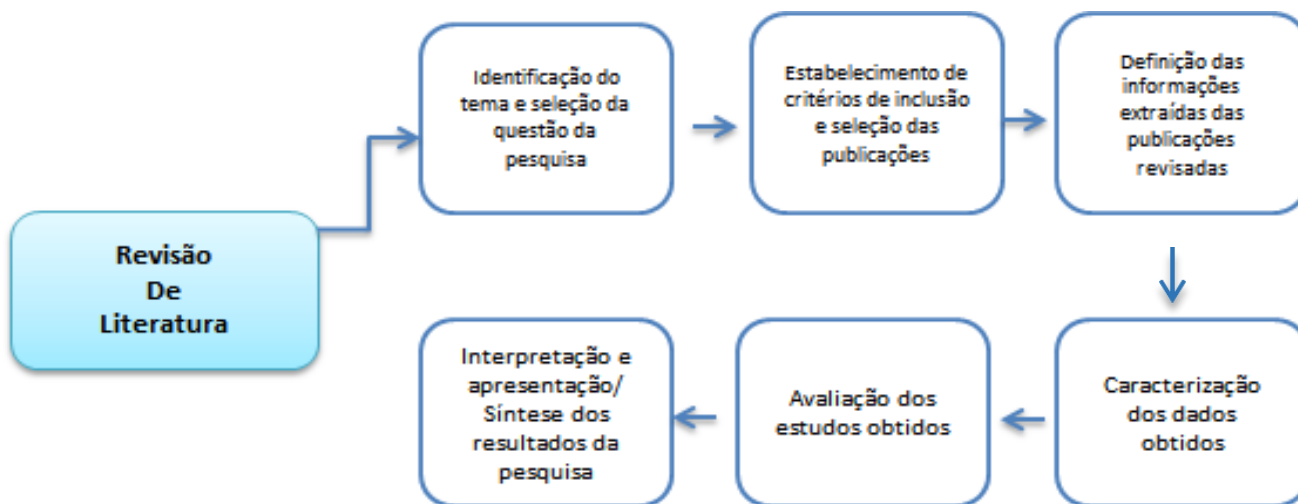 Revisão
De
Literatura
Identificação do
tema e seleção da
questão da
pesquisa
Estabelecimento de
critérios de inclusão
e seleção das
publicações
Definição das
informações
extraídas das
publicações
revisadas
Caracterização
dos dados
obtidos
Avaliação dos
estudos obtidos
Interpretação e
apresentação/
Síntese dos
resultados da
pesquisa